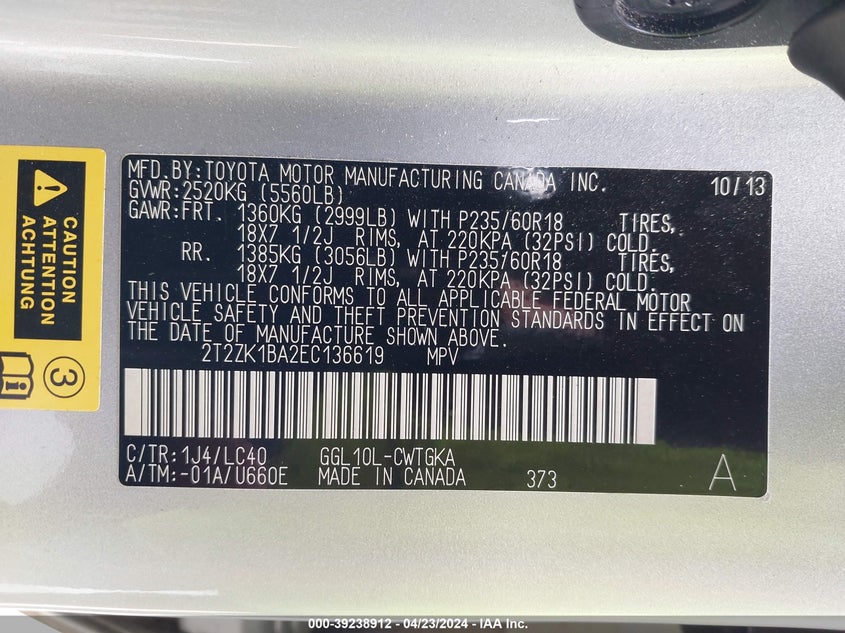 MFD.BY:TOYOTA MOTOR MANUFACTURING CANADA INC. 10/13
GVWR:2520KG (5560LB)
GAWR:FRT. 1360KG (2999LB) WITH P235/60R18 TIRES,
18X7 1/2J RIMS, AT 220KPA (32PSI) COLD.
RR. 1385KG (3056LB) WITH P235/60R18 TIRES,
18X7 1/2J RIMS, AT 220KPA (32PSI) COLD.
THIS VEHICLE CONFORMS TO ALL APPLICABLE FEDERAL MOTOR
VEHICLE SAFETY AND THEFT PREVENTION STANDARDS IN EFFECT ON
THE DATE OF MANUFACTURE SHOWN ABOVE.
2T2ZK1BA2EC136619 MPV
C/TR:1J4/LC40 GGL10L-CWTGKA
A/TM:-01A/U660E MADE IN CANADA 373 A
CAUTION
ATTENTION
ACHTUNG
3
000-39238912 - 04/23/2024 - IAA Inc.